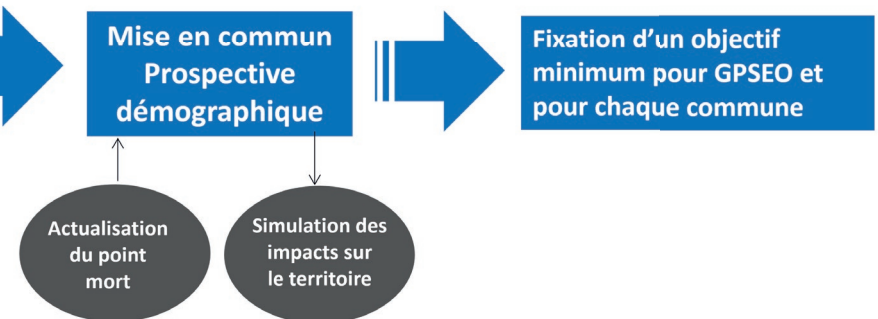 Mise en commun
Prospective
démographique
Fixation d’un objectif
minimum pour GPSEO et
pour chaque commune
Actualisation
du point
mort
Simulation des
impacts sur
le territoire